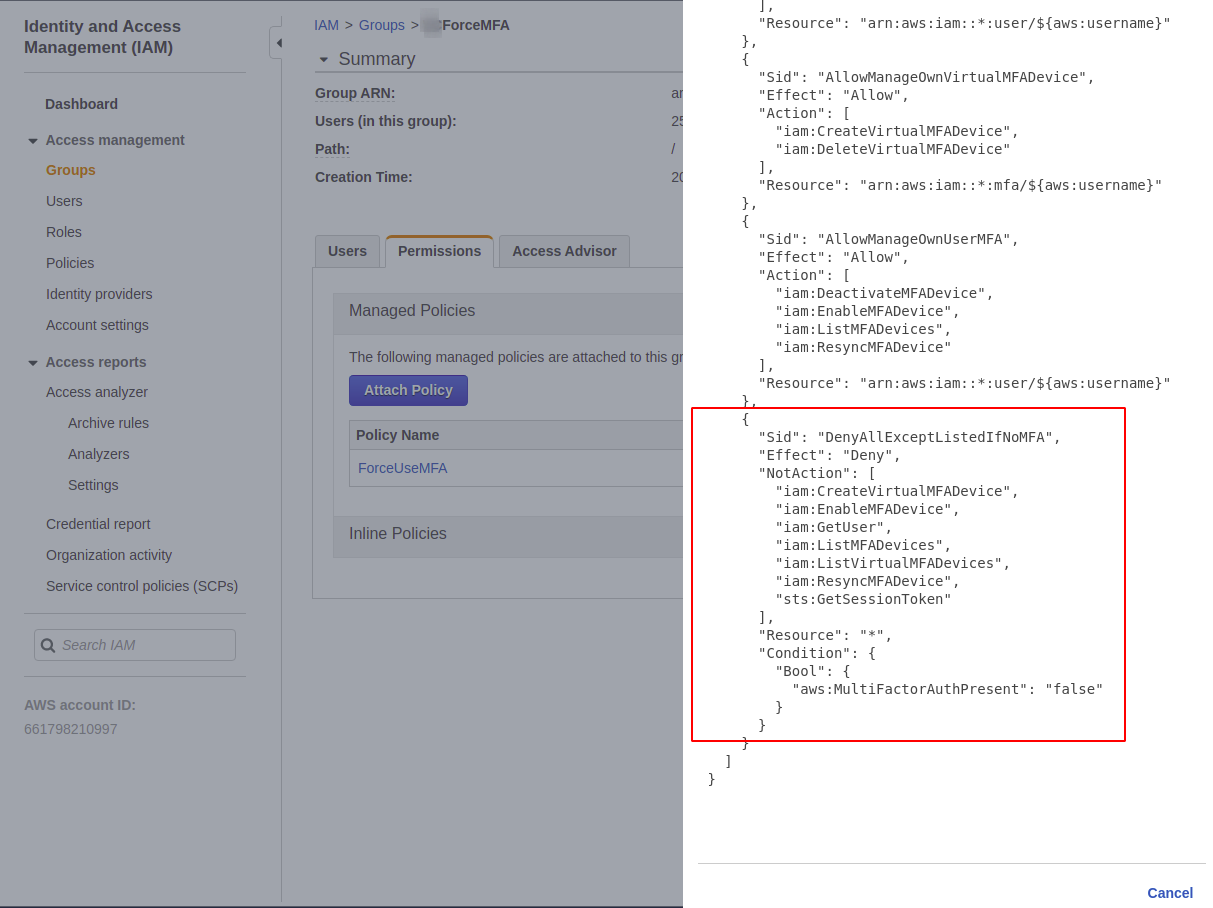 Identity and Access
Management (IAM)
Dashboard
Access management
Groups
Users
Roles
Policies
Identity providers
Account settings
Access reports
Access analyzer
Archive rules
Analyzers
Settings
Credential report
Organization activity
Service control policies (SCPs)
Search IAM
AWS account ID:
661798210997
IAM > Groups > ForceMFA
Summary
Group ARN: ar
Users (in this group): 25
Path: /
Creation Time: 20
Users Permissions Access Advisor
Managed Policies
The following managed policies are attached to this gr
Attach Policy
Policy Name
ForceUseMFA
Inline Policies
],
"Resource": "arn:aws:iam::*:user/${aws:username}"
},
{
"Sid": "AllowManageOwnVirtualMFADevice",
"Effect": "Allow",
"Action": [
"iam:CreateVirtualMFADevice",
"iam:DeleteVirtualMFADevice"
],
"Resource": "arn:aws:iam::*:mfa/${aws:username}"
},
{
"Sid": "AllowManageOwnUserMFA",
"Effect": "Allow",
"Action": [
"iam:DeactivateMFADevice",
"iam:EnableMFADevice",
"iam:ListMFADevices",
"iam:ResyncMFADevice"
],
"Resource": "arn:aws:iam::*:user/${aws:username}"
},
{
"Sid": "DenyAllExceptListedIfNoMFA",
"Effect": "Deny",
"NotAction": [
"iam:CreateVirtualMFADevice",
"iam:EnableMFADevice",
"iam:GetUser",
"iam:ListMFADevices",
"iam:ListVirtualMFADevices",
"iam:ResyncMFADevice",
"sts:GetSessionToken"
],
"Resource": "*",
"Condition": {
"Bool": {
"aws:MultiFactorAuthPresent": "false"
}
}
}
]
}
Cancel